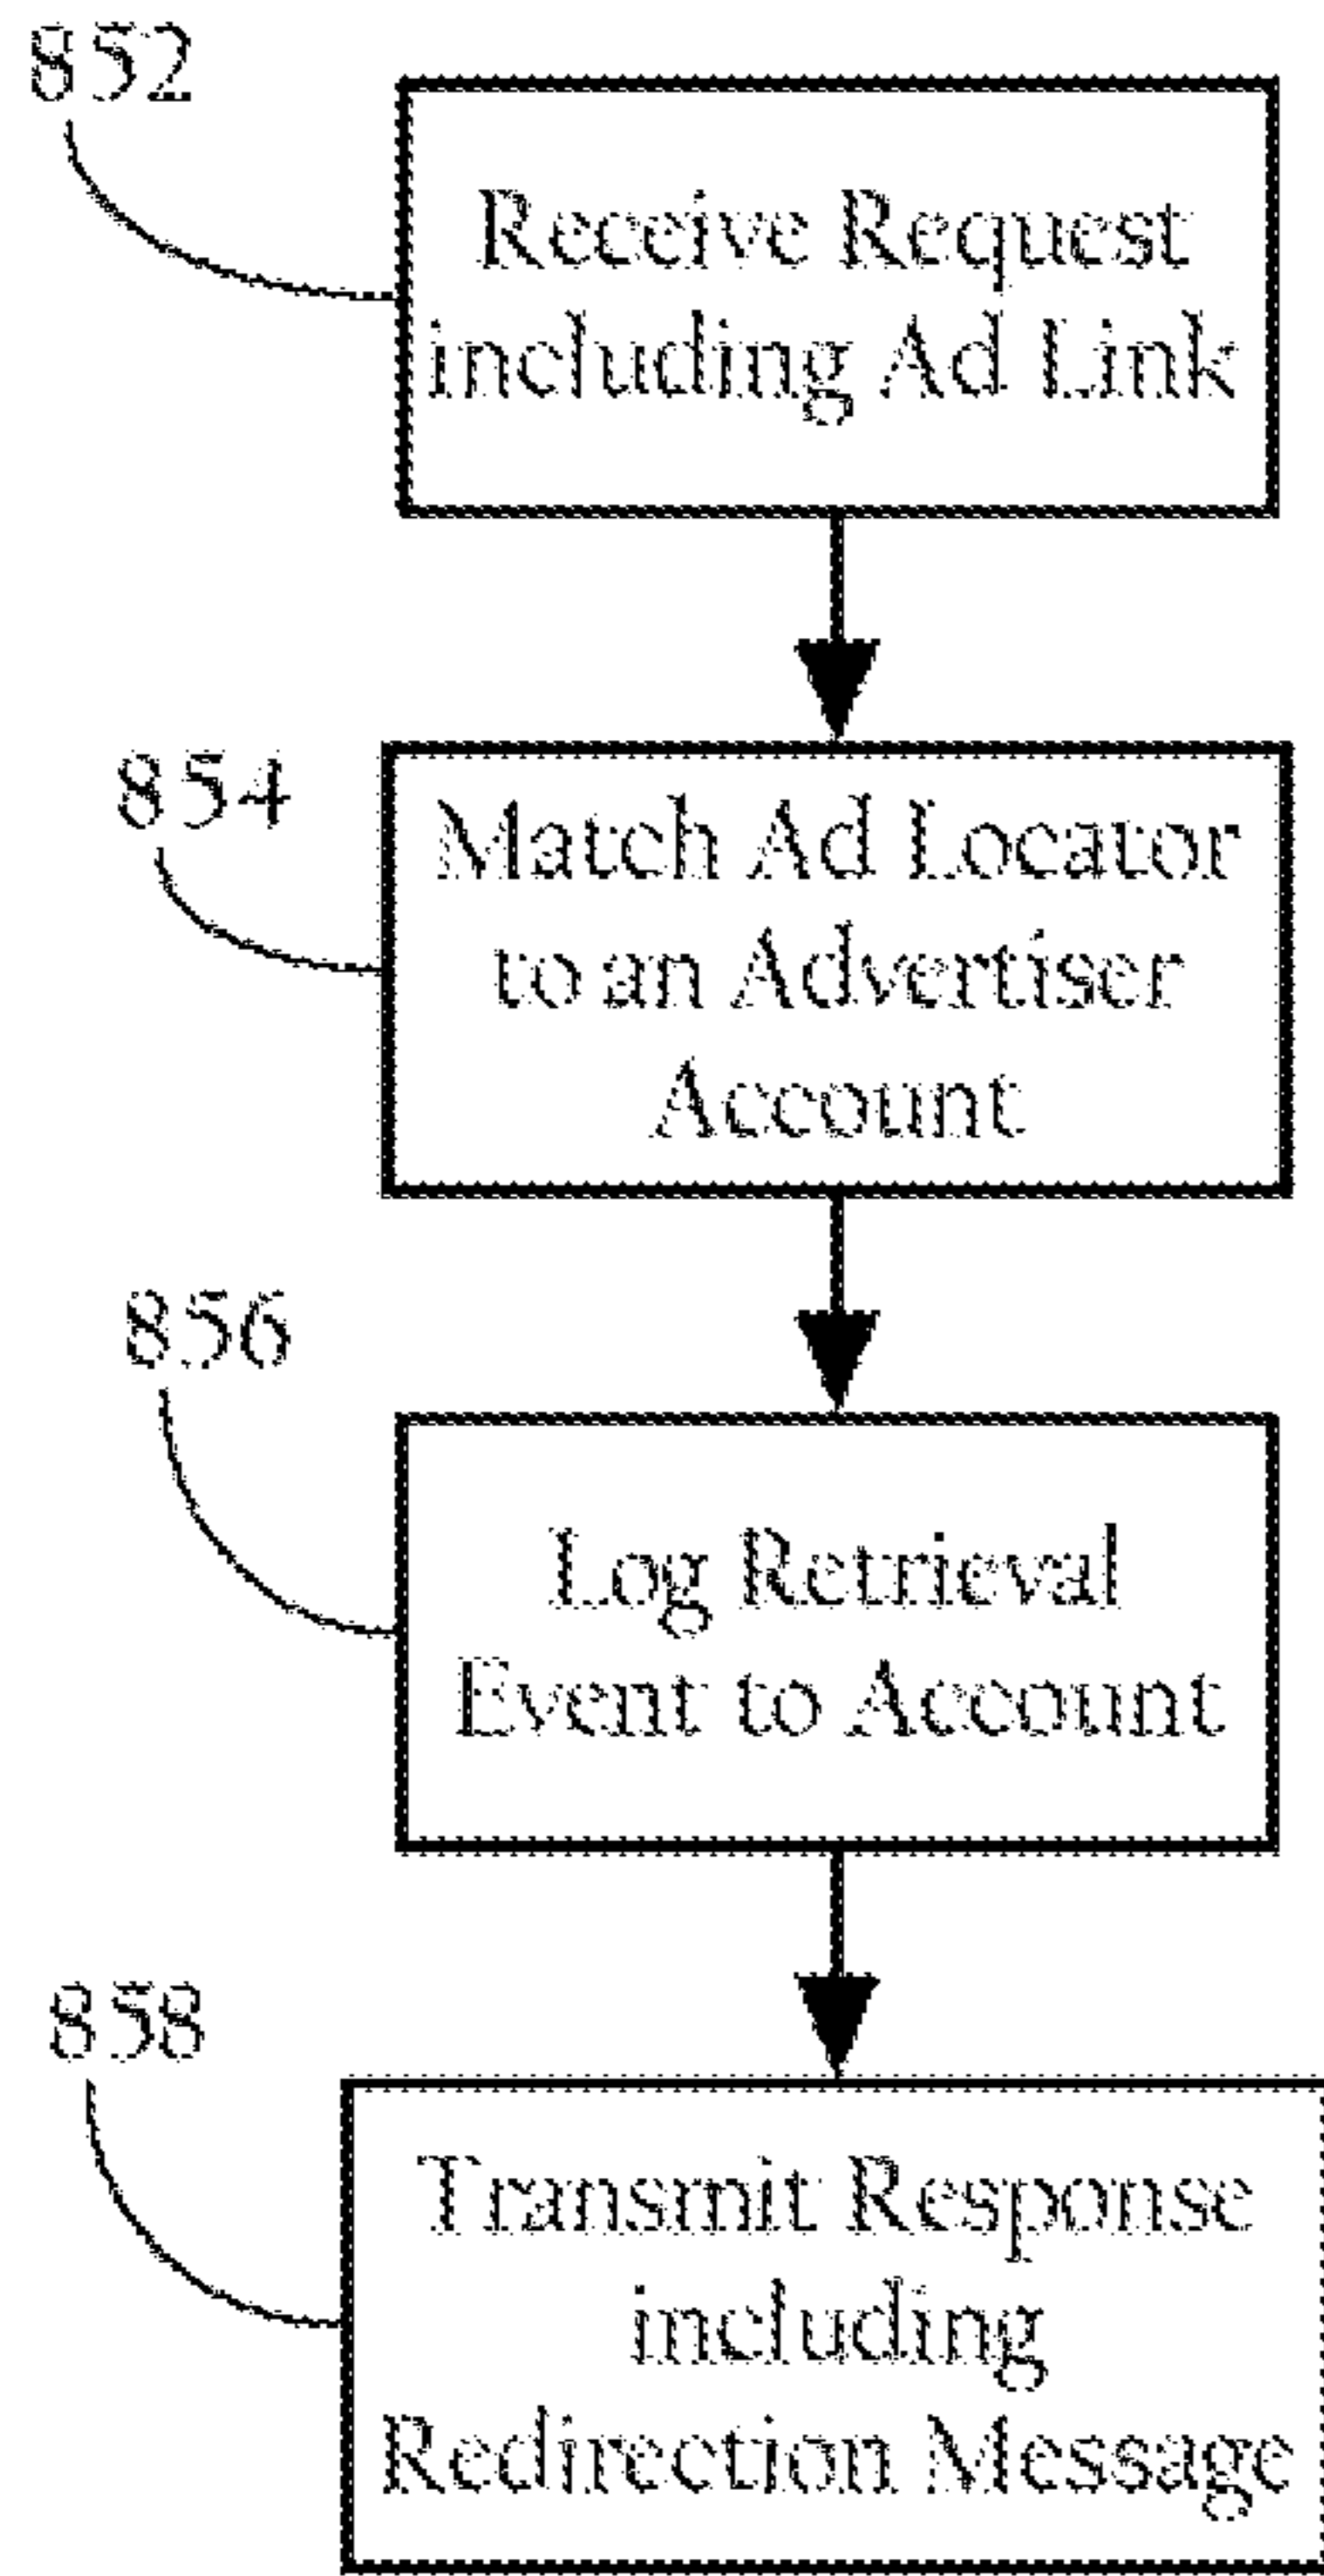 852
Receive Request
including Ad Link
854
Match Ad Locator
to an Advertiser
Account
856
Log Retrieval
Event to Account
858
Transmit Response
including
Redirection Message